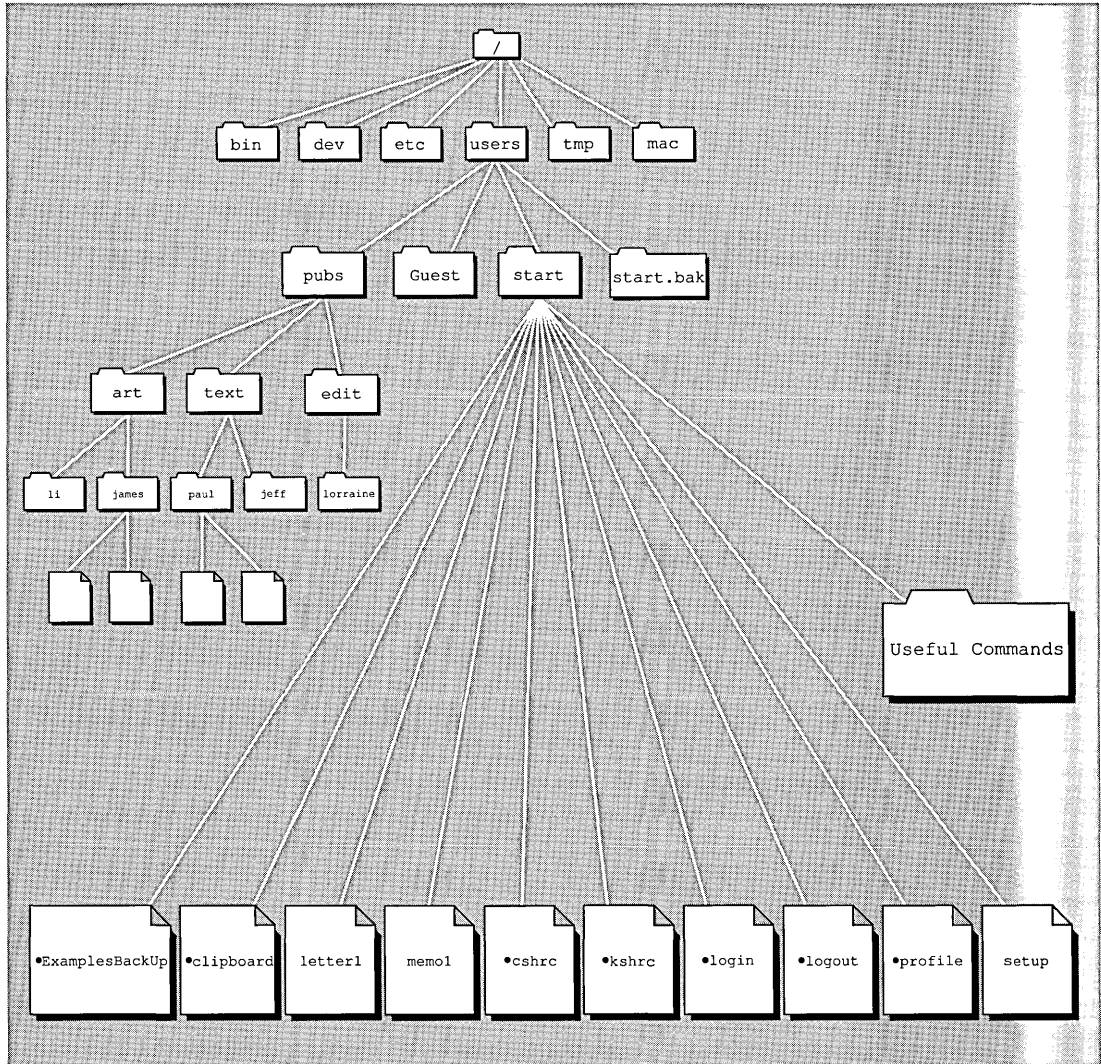 /
bin dev etc users tmp mac
pubs Guest start start.bak
art text edit
li james paul jeff lorraine
Useful Commands
•ExamplesBackUp •clipboard letter1 memo1 •cshrc •kshrc •login •logout •profile setup